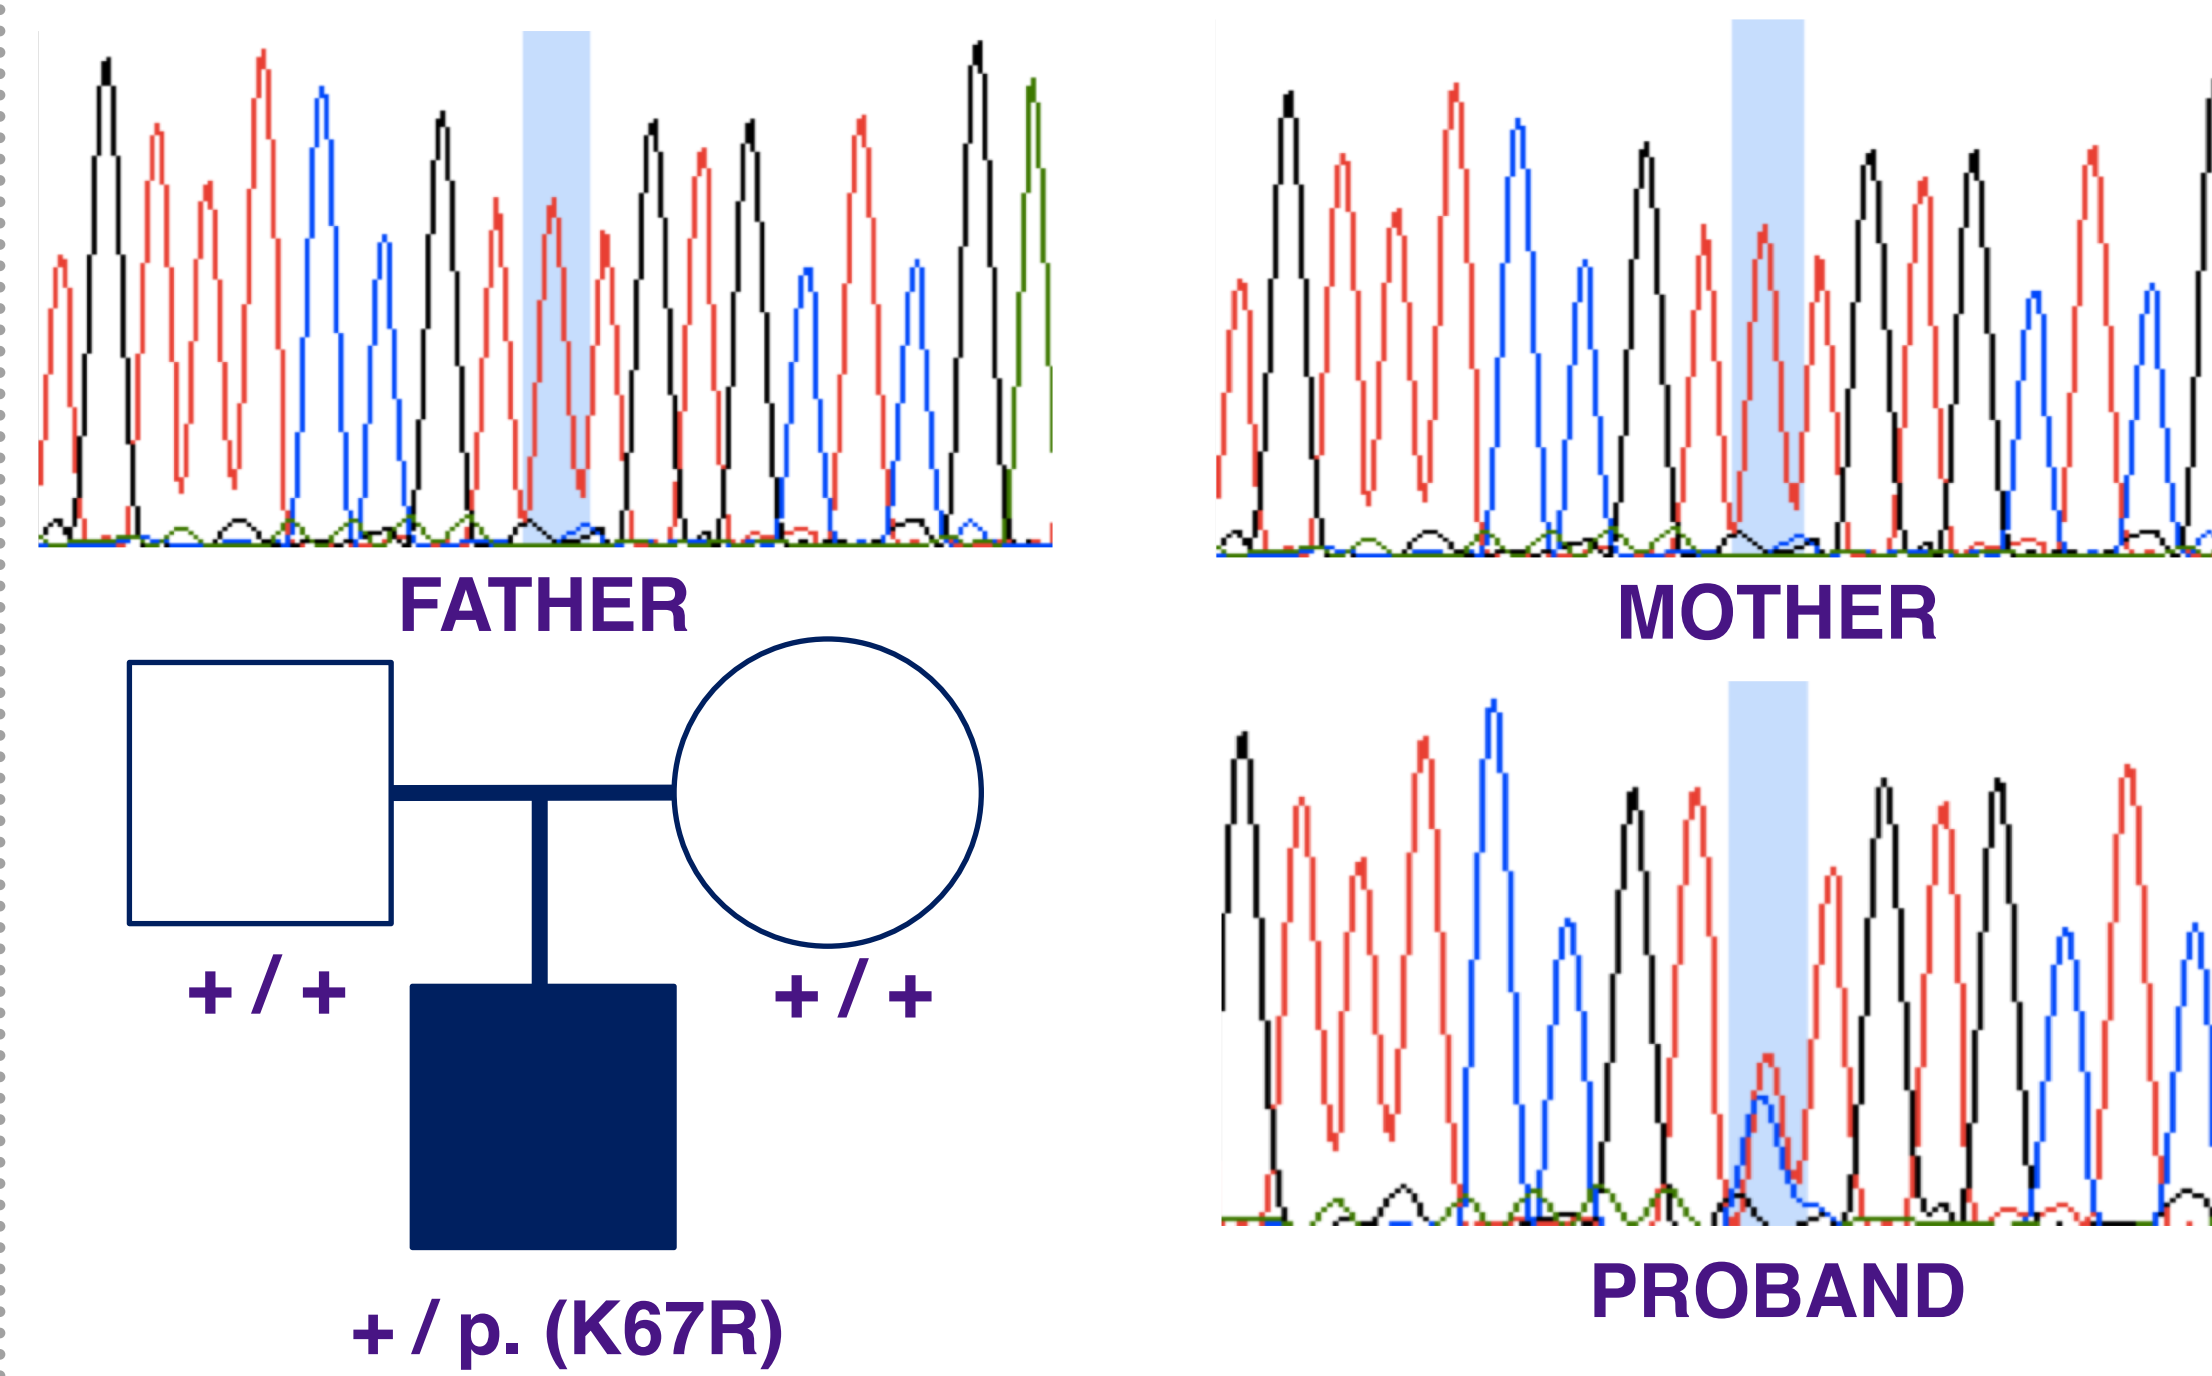 FATHER
MOTHER
+ / +
+ / +
+ / p. (K67R)
PROBAND